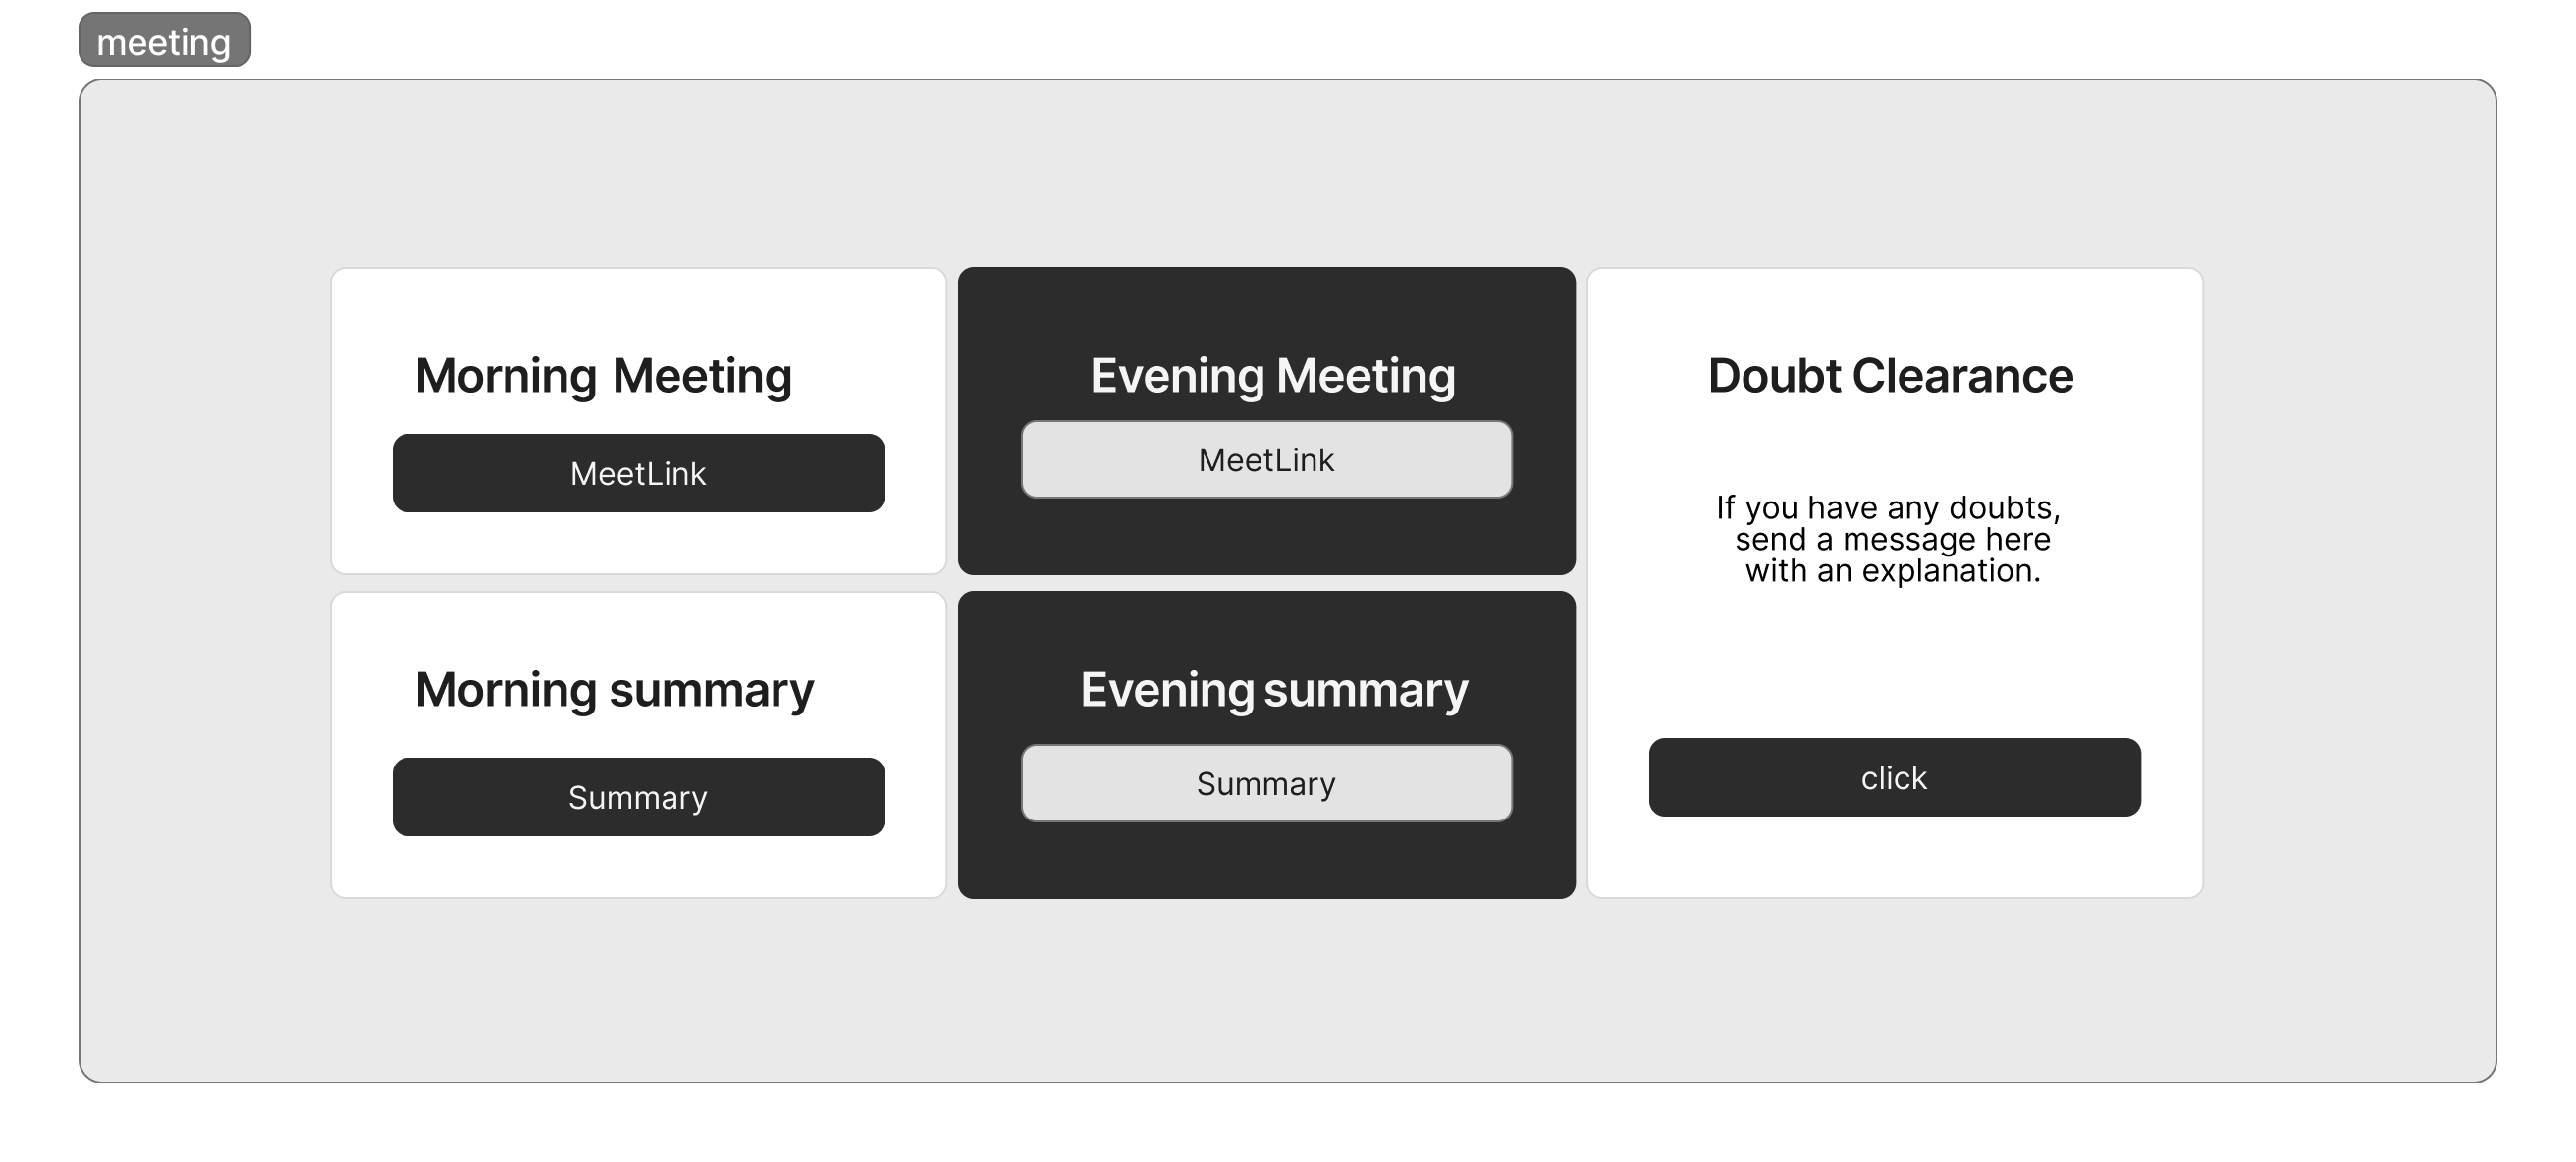 meeting
Morning Meeting
MeetLink
Evening Meeting
MeetLink
Doubt Clearance
If you have any doubts,
send a message here
with an explanation.
click
Morning summary
Summary
Evening summary
Summary